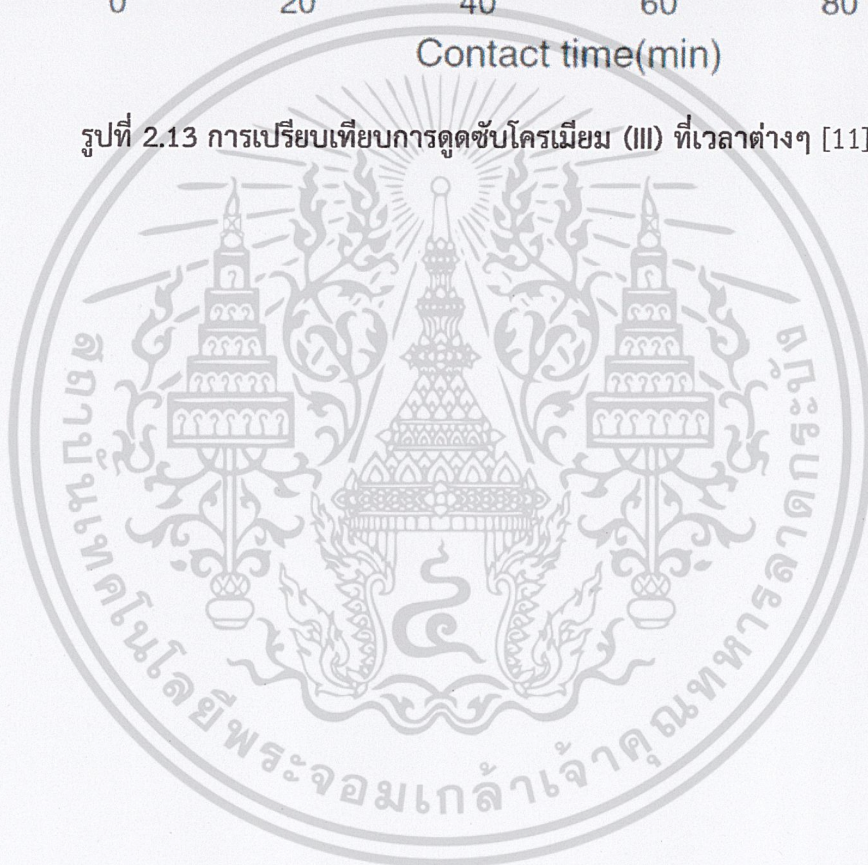 0 20 40 60 80
Contact time(min)
รูปที่ 2.13 การเปรียบเทียบการดูดซับโครเมียม (III) ที่เวลาต่างๆ [11]
๔
สถาบันเทคโนโลยีพระจอมเกล้าเจ้าคุณทหารลาดกระบัง